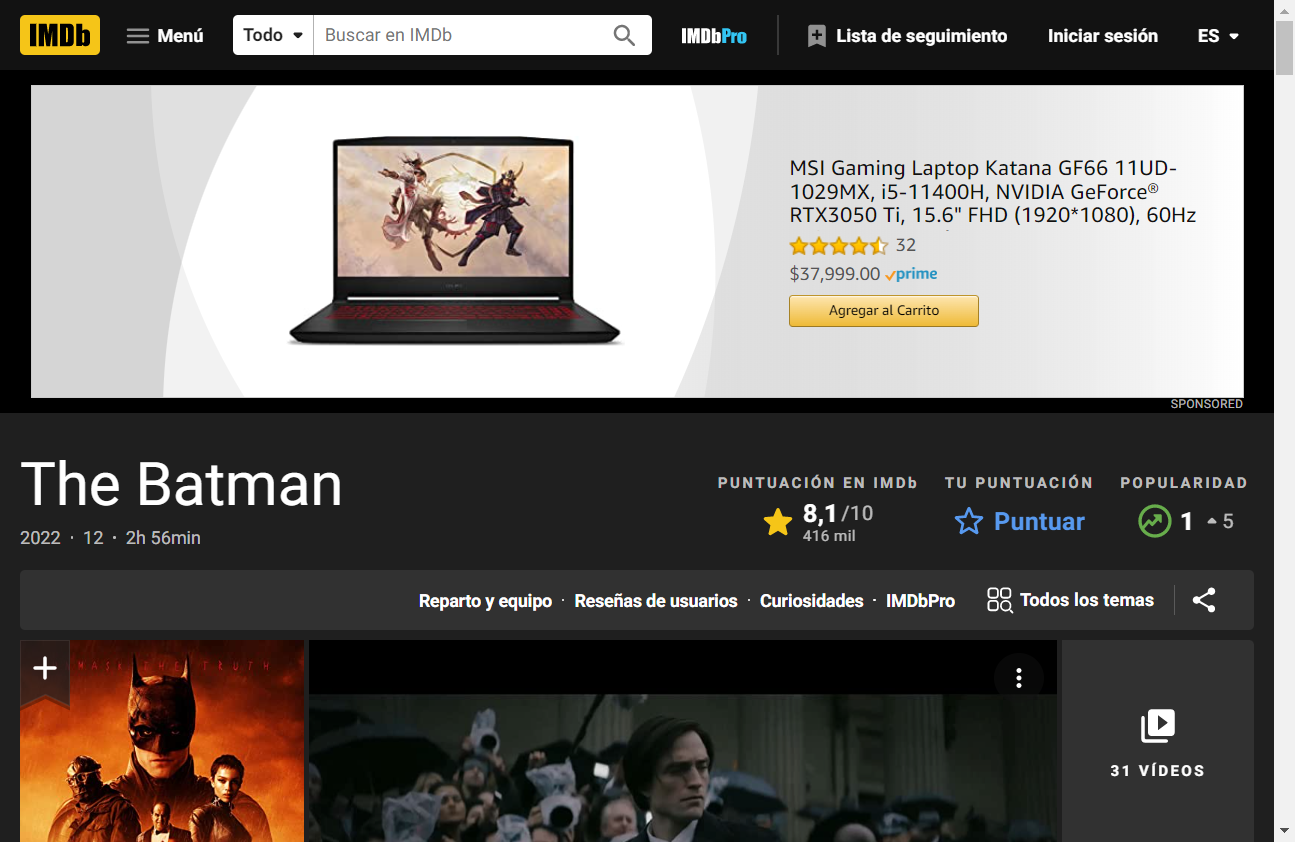 IMDb
Menú
Todo
Buscar en IMDb
IMDbPro
Lista de seguimiento
Iniciar sesión
ES
MSI Gaming Laptop Katana GF66 11UD-
1029MX, i5-11400H, NVIDIA GeForce®
RTX3050 Ti, 15.6" FHD (1920*1080), 60Hz
32
$37,999.00 prime
Agregar al Carrito
SPONSORED
The Batman
2022 · 12 · 2h 56min
PUNTUACIÓN EN IMDb
8,1/10
416 mil
TU PUNTUACIÓN
Puntuar
POPULARIDAD
1
5
Reparto y equipo · Reseñas de usuarios · Curiosidades · IMDbPro
Todos los temas
MASK THE TRUTH
31 VÍDEOS